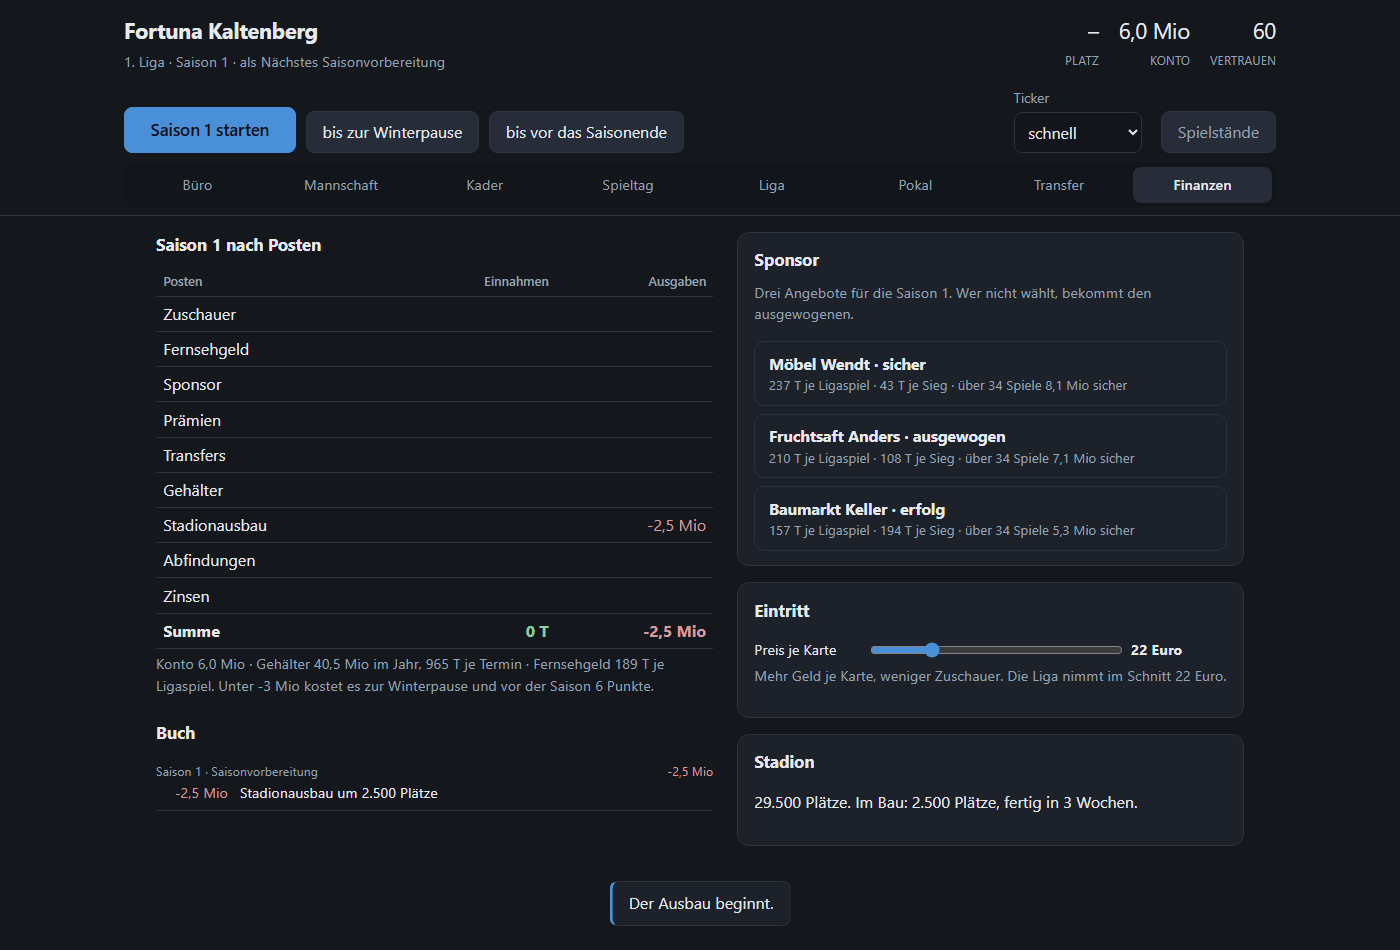 Fortuna Kaltenberg
1. Liga · Saison 1 · als Nächstes Saisonvorbereitung
–
PLATZ
6,0 Mio
KONTO
60
VERTRAUEN
Saison 1 starten
bis zur Winterpause
bis vor das Saisonende
Ticker
schnell
Spielstände
Büro
Mannschaft
Kader
Spieltag
Liga
Pokal
Transfer
Finanzen
Saison 1 nach Posten
Posten Einnahmen Ausgaben
Zuschauer
Fernsehgeld
Sponsor
Prämien
Transfers
Gehälter
Stadionausbau -2,5 Mio
Abfindungen
Zinsen
Summe 0 T -2,5 Mio
Konto 6,0 Mio · Gehälter 40,5 Mio im Jahr, 965 T je Termin · Fernsehgeld 189 T je
Ligaspiel. Unter -3 Mio kostet es zur Winterpause und vor der Saison 6 Punkte.
Buch
Saison 1 · Saisonvorbereitung -2,5 Mio
-2,5 Mio Stadionausbau um 2.500 Plätze
Sponsor
Drei Angebote für die Saison 1. Wer nicht wählt, bekommt den
ausgewogenen.
Möbel Wendt · sicher
237 T je Ligaspiel · 43 T je Sieg · über 34 Spiele 8,1 Mio sicher
Fruchtsaft Anders · ausgewogen
210 T je Ligaspiel · 108 T je Sieg · über 34 Spiele 7,1 Mio sicher
Baumarkt Keller · erfolg
157 T je Ligaspiel · 194 T je Sieg · über 34 Spiele 5,3 Mio sicher
Eintritt
Preis je Karte 22 Euro
Mehr Geld je Karte, weniger Zuschauer. Die Liga nimmt im Schnitt 22 Euro.
Stadion
29.500 Plätze. Im Bau: 2.500 Plätze, fertig in 3 Wochen.
Der Ausbau beginnt.